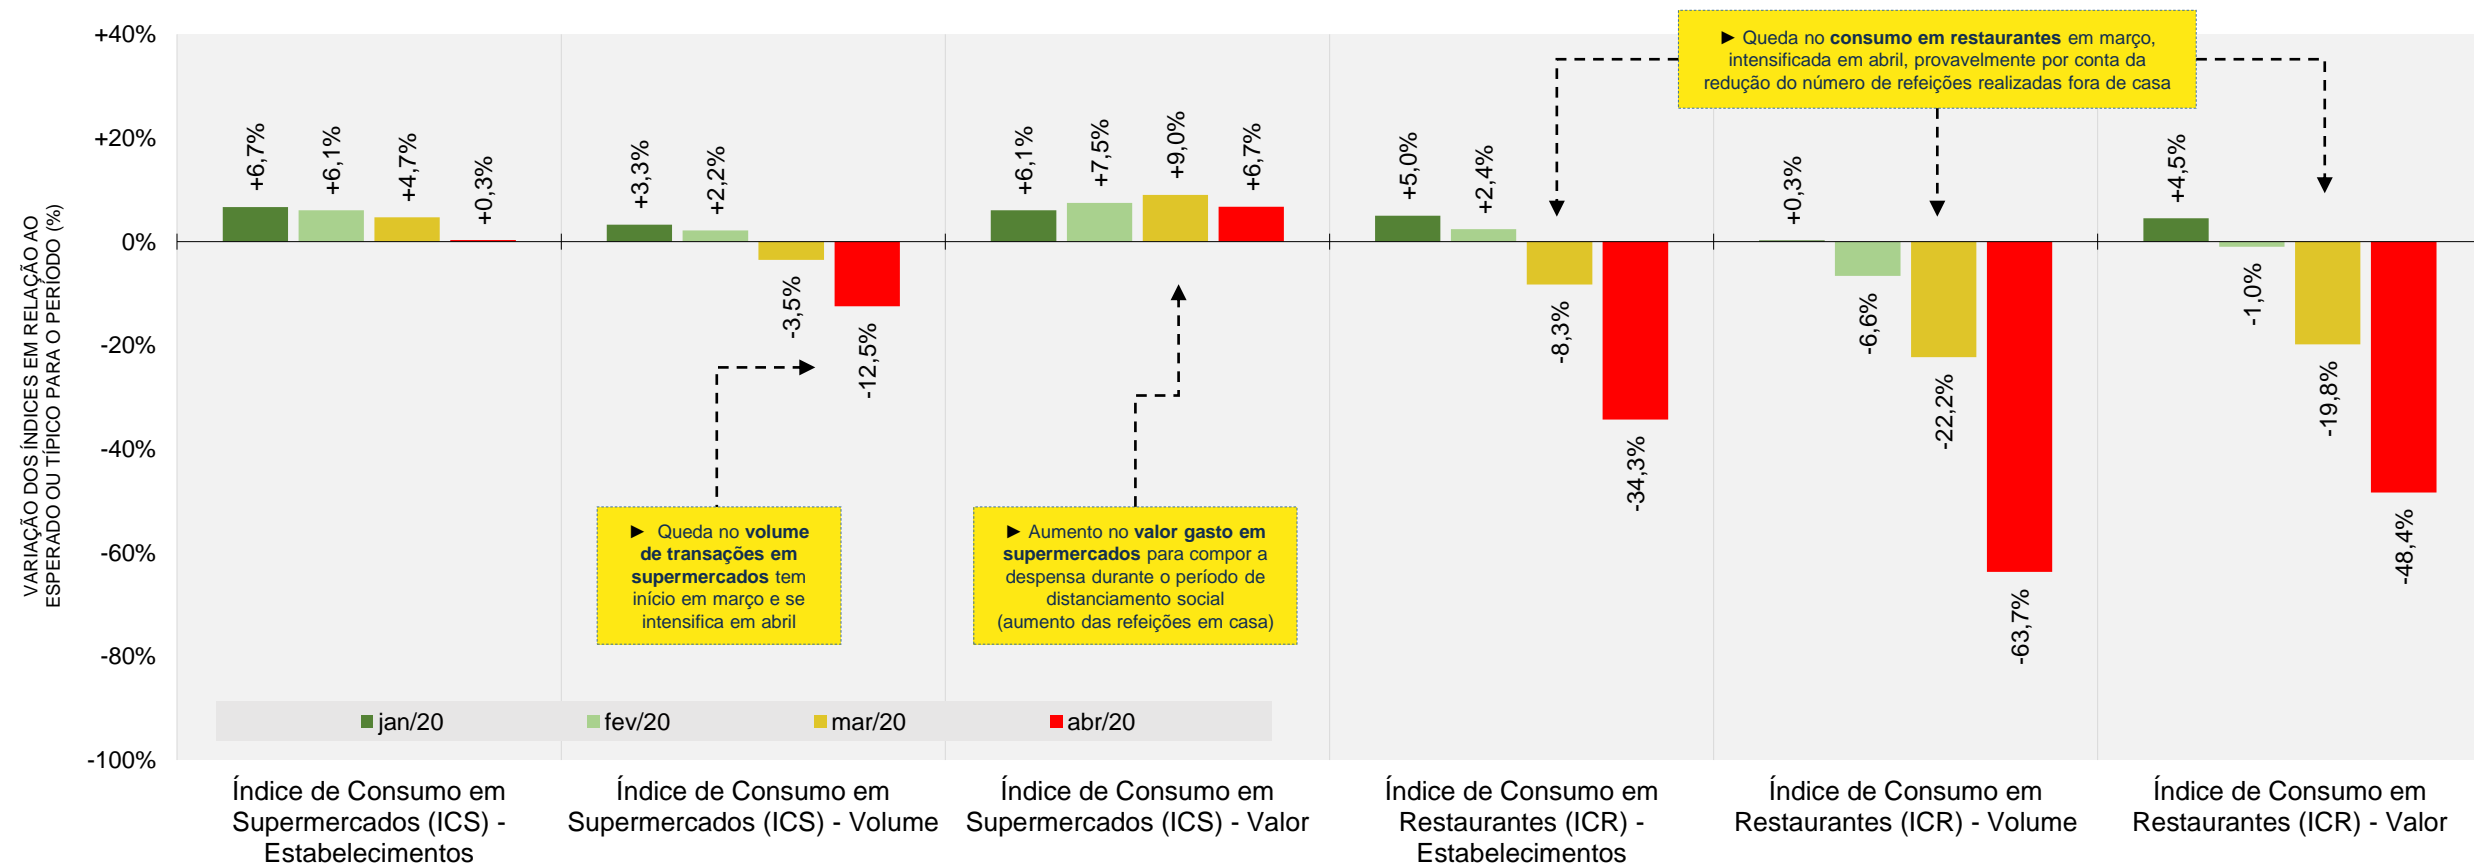 VARIAÇÃO DOS ÍNDICES EM RELAÇÃO AO
ESPERADO OU TÍPICO PARA O PERÍODO (%)
+40%
+20%
0%
-20%
-40%
-60%
-80%
-100%
► Queda no consumo em restaurantes em março,
intensificada em abril, provavelmente por conta da
redução do número de refeições realizadas fora de casa
+6,7%
+6,1%
+4,7%
+0,3%
+3,3%
+2,2%
-3,5%
-12,5%
+6,1%
+7,5%
+9,0%
+6,7%
+5,0%
+2,4%
-8,3%
-34,3%
+0,3%
-6,6%
-22,2%
-63,7%
+4,5%
-1,0%
-19,8%
-48,4%
► Queda no volume
de transações em
supermercados tem
início em março e se
intensifica em abril
► Aumento no valor gasto em
supermercados para compor a
despensa durante o período de
distanciamento social
(aumento das refeições em casa)
jan/20
fev/20
mar/20
abr/20
Índice de Consumo em
Supermercados (ICS) -
Estabelecimentos
Índice de Consumo em
Supermercados (ICS) - Volume
Índice de Consumo em
Supermercados (ICS) - Valor
Índice de Consumo em
Restaurantes (ICR) -
Estabelecimentos
Índice de Consumo em
Restaurantes (ICR) - Volume
Índice de Consumo em
Restaurantes (ICR) - Valor